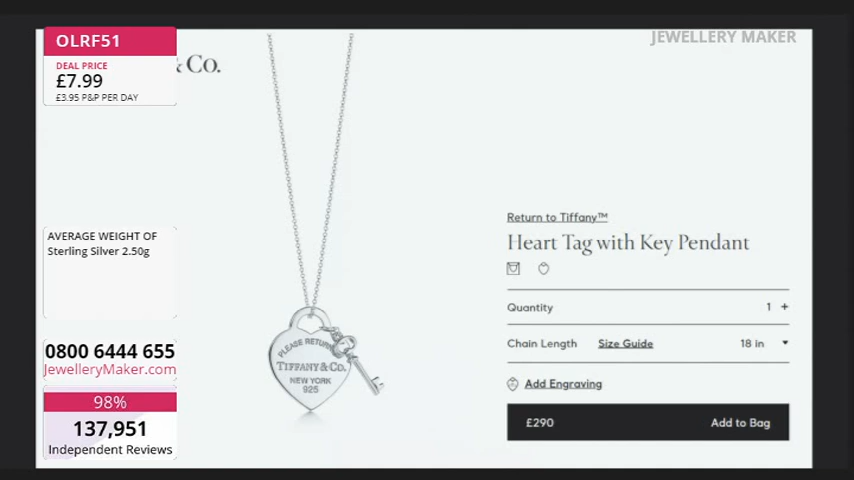 OLRF51
DEAL PRICE
£7.99
£3.95 P&P PER DAY
& Co.
JEWELLERY MAKER
AVERAGE WEIGHT OF
Sterling Silver 2.50g
0800 6444 655
JewelleryMaker.com
98%
137,951
Independent Reviews
PLEASE RETURN
TIFFANY & CO.
NEW YORK
925
Return to Tiffany™
Heart Tag with Key Pendant
Quantity 1 +
Chain Length Size Guide 18 in
Add Engraving
£290 Add to Bag